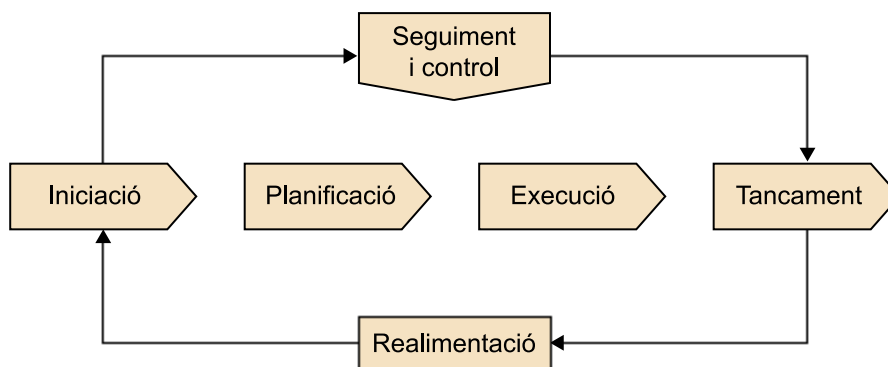 Seguiment
i control
Iniciació
Planificació
Execució
Tancament
Realimentació